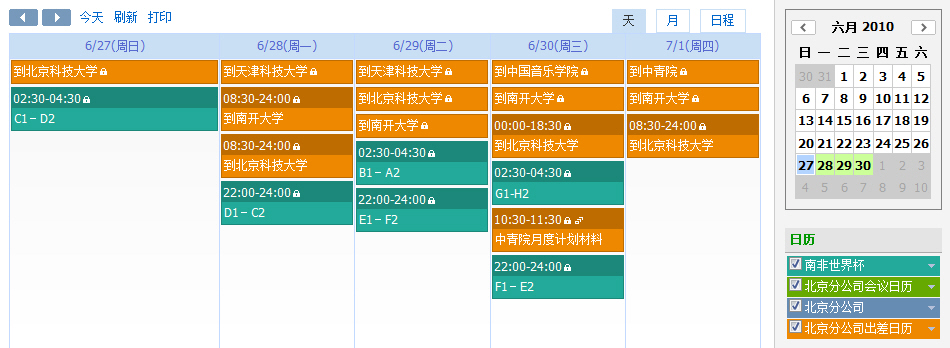 今天 刷新 打印
天 月 日程
6/27(周日) 6/28(周一) 6/29(周二) 6/30(周三) 7/1(周四)
到北京科技大学
02:30-04:30
C1－D2
到天津科技大学
08:30-24:00
到南开大学
08:30-24:00
到北京科技大学
22:00-24:00
D1－C2
到天津科技大学
到北京科技大学
到南开大学
02:30-04:30
B1－A2
22:00-24:00
E1－F2
到中国音乐学院
到南开大学
00:00-18:30
到北京科技大学
02:30-04:30
G1-H2
10:30-11:30
中青院月度计划材料
22:00-24:00
F1－E2
到中青院
到南开大学
08:30-24:00
到北京科技大学
六月 2010
日 一 二 三 四 五 六
30 31 1 2 3 4 5
6 7 8 9 10 11 12
13 14 15 16 17 18 19
20 21 22 23 24 25 26
27 28 29 30 1 2 3
4 5 6 7 8 9 10
日历
南非世界杯
北京分公司会议日历
北京分公司
北京分公司出差日历